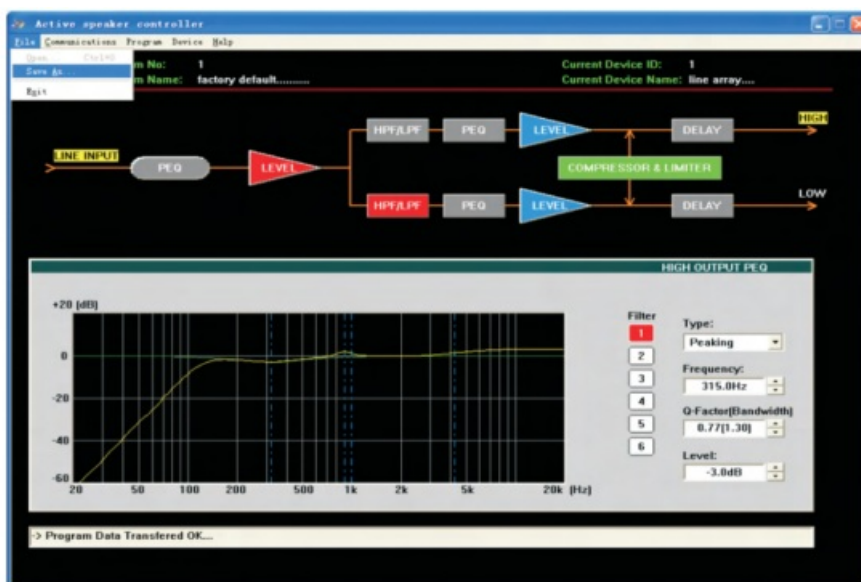 Active speaker controller
File Communications Program Device Help
Open... Ctrl+O
Save As...
Exit
m No: 1
m Name: factory default..........
Current Device ID: 1
Current Device Name: line array....
HIGH
HPF/LPF PEQ LEVEL DELAY
LINE INPUT
PEQ LEVEL COMPRESSOR & LIMITER
LOW
HPF/LPF PEQ LEVEL DELAY
HIGH OUTPUT PEQ
+20 (dB)
0
-20
-40
-60
20 50 100 200 500 1k 2k 5k 20k (Hz)
Filter
1
2
3
4
5
6
Type:
Peaking
Frequency:
315.0Hz
Q-Factor(Bandwidth)
0.77(1.30)
Level:
-3.0dB
-> Program Data Transfered OK...